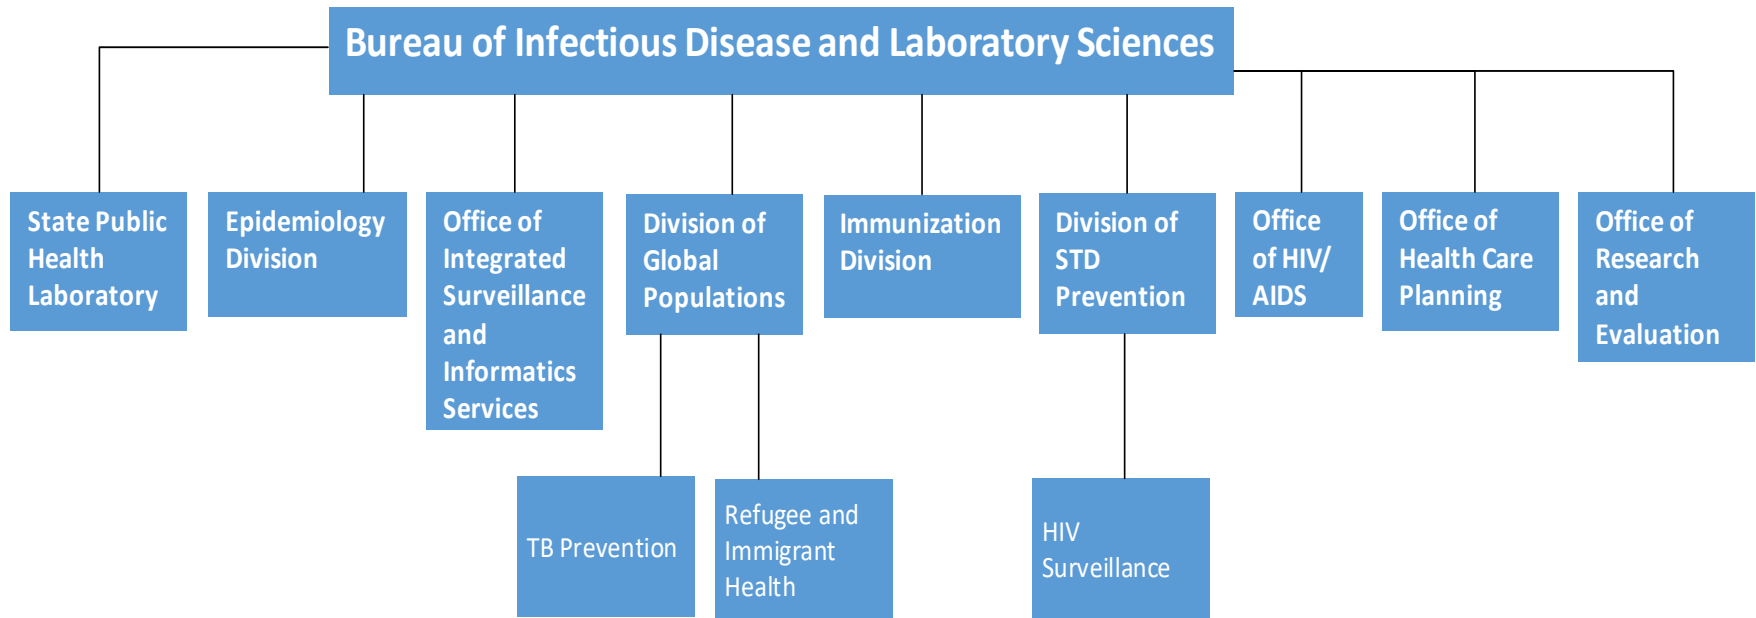 Bureau of Infectious Disease and Laboratory Sciences
State Public
Health
Laboratory
Epidemiology
Division
Office of
Integrated
Surveillance
and
Informatics
Services
Division of
Global
Populations
Immunization
Division
Division of
STD
Prevention
Office
of HIV/
AIDS
Office of
Health Care
Planning
Office of
Research
and
Evaluation
TB Prevention
Refugee and
Immigrant
Health
HIV
Surveillance